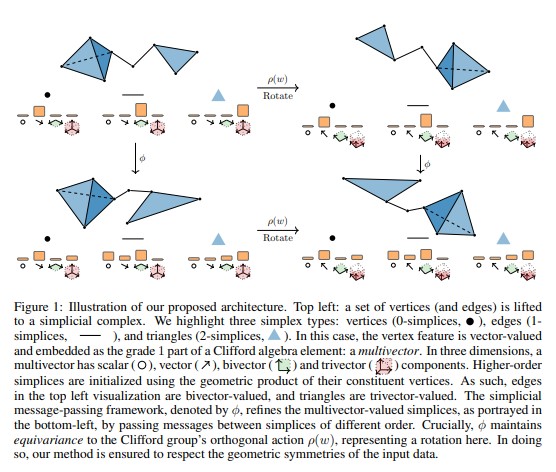 ρ(w)
Rotate
ϕ
ϕ
ρ(w)
Rotate
Figure 1: Illustration of our proposed architecture. Top left: a set of vertices (and edges) is lifted
to a simplicial complex. We highlight three simplex types: vertices (0-simplices, ●), edges (1-
simplices, —), and triangles (2-simplices, ▲). In this case, the vertex feature is vector-valued
and embedded as the grade 1 part of a Clifford algebra element: a multivector. In three dimensions, a
multivector has scalar (○), vector (↗), bivector () and trivector () components. Higher-order
simplices are initialized using the geometric product of their constituent vertices. As such, edges
in the top left visualization are bivector-valued, and triangles are trivector-valued. The simplicial
message-passing framework, denoted by ϕ, refines the multivector-valued simplices, as portrayed in
the bottom-left, by passing messages between simplices of different order. Crucially, ϕ maintains
equivariance to the Clifford group's orthogonal action ρ(w), representing a rotation here. In doing
so, our method is ensured to respect the geometric symmetries of the input data.